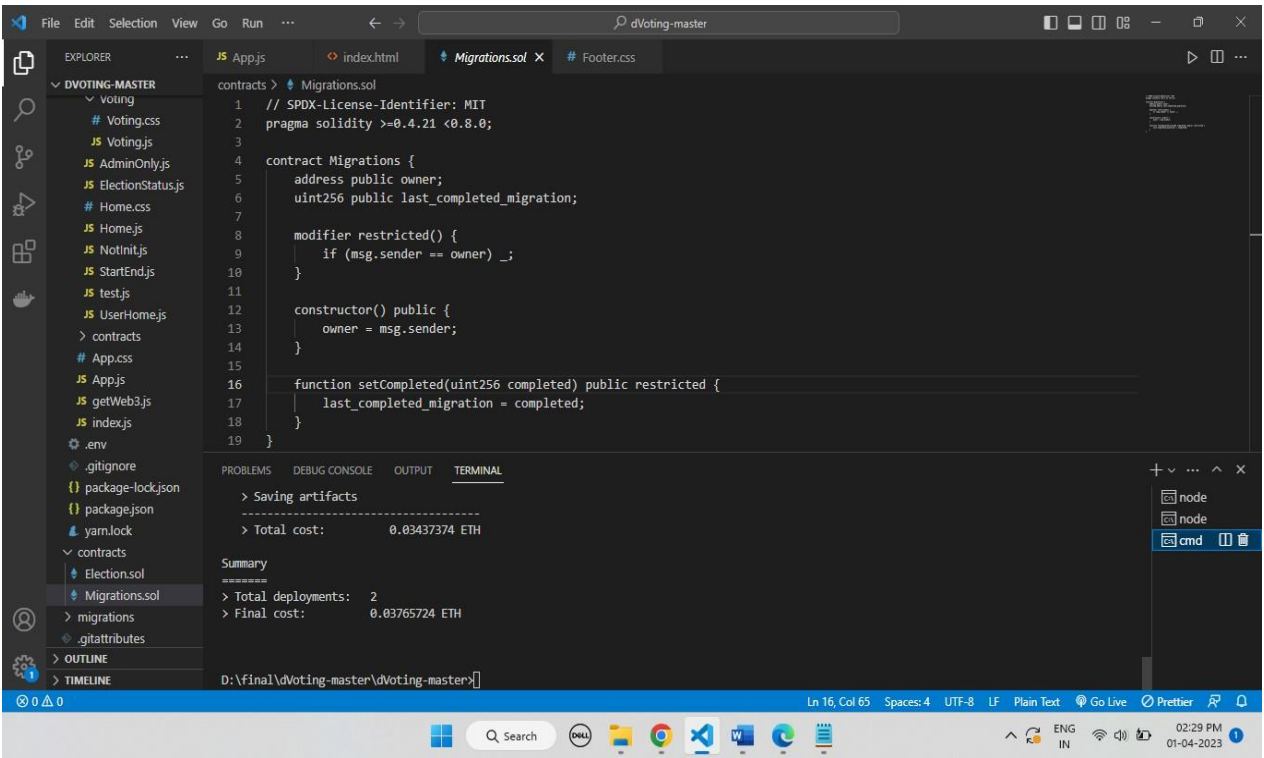 File Edit Selection View Go Run ... dVoting-master
EXPLORER ...
DVOTING-MASTER
voting
# Voting.css
JS Voting.js
JS AdminOnly.js
JS ElectionStatus.js
# Home.css
JS Home.js
JS NotInit.js
JS StartEnd.js
JS test.js
JS UserHome.js
> contracts
# App.css
JS App.js
JS getWeb3.js
JS index.js
.env
.gitignore
{} package-lock.json
{} package.json
yarn.lock
contracts
Election.sol
Migrations.sol
> migrations
.gitattributes
> OUTLINE
> TIMELINE
JS App.js <> index.html Migrations.sol X # Footer.css
contracts > Migrations.sol
1 // SPDX-License-Identifier: MIT
2 pragma solidity >=0.4.21 <0.8.0;
3
4 contract Migrations {
5 address public owner;
6 uint256 public last_completed_migration;
7
8 modifier restricted() {
9 if (msg.sender == owner) _;
10 }
11
12 constructor() public {
13 owner = msg.sender;
14 }
15
16 function setCompleted(uint256 completed) public restricted {
17 last_completed_migration = completed;
18 }
19 }
PROBLEMS DEBUG CONSOLE OUTPUT TERMINAL
> Saving artifacts
-------------------------------------
> Total cost: 0.03437374 ETH
Summary
=======
> Total deployments: 2
> Final cost: 0.03765724 ETH
D:\final\dVoting-master\dVoting-master>
node
node
cmd
1
0 0 Ln 16, Col 65 Spaces: 4 UTF-8 LF Plain Text Go Live Prettier
Search DELL ENG IN 02:29 PM 01-04-2023 1